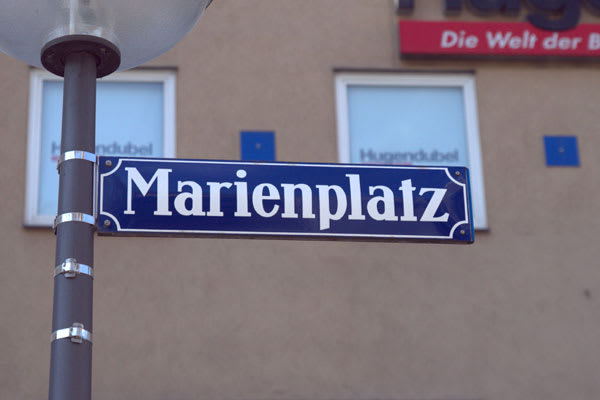 Die Welt der B
Hugendubel
Hugendubel
Marienplatz